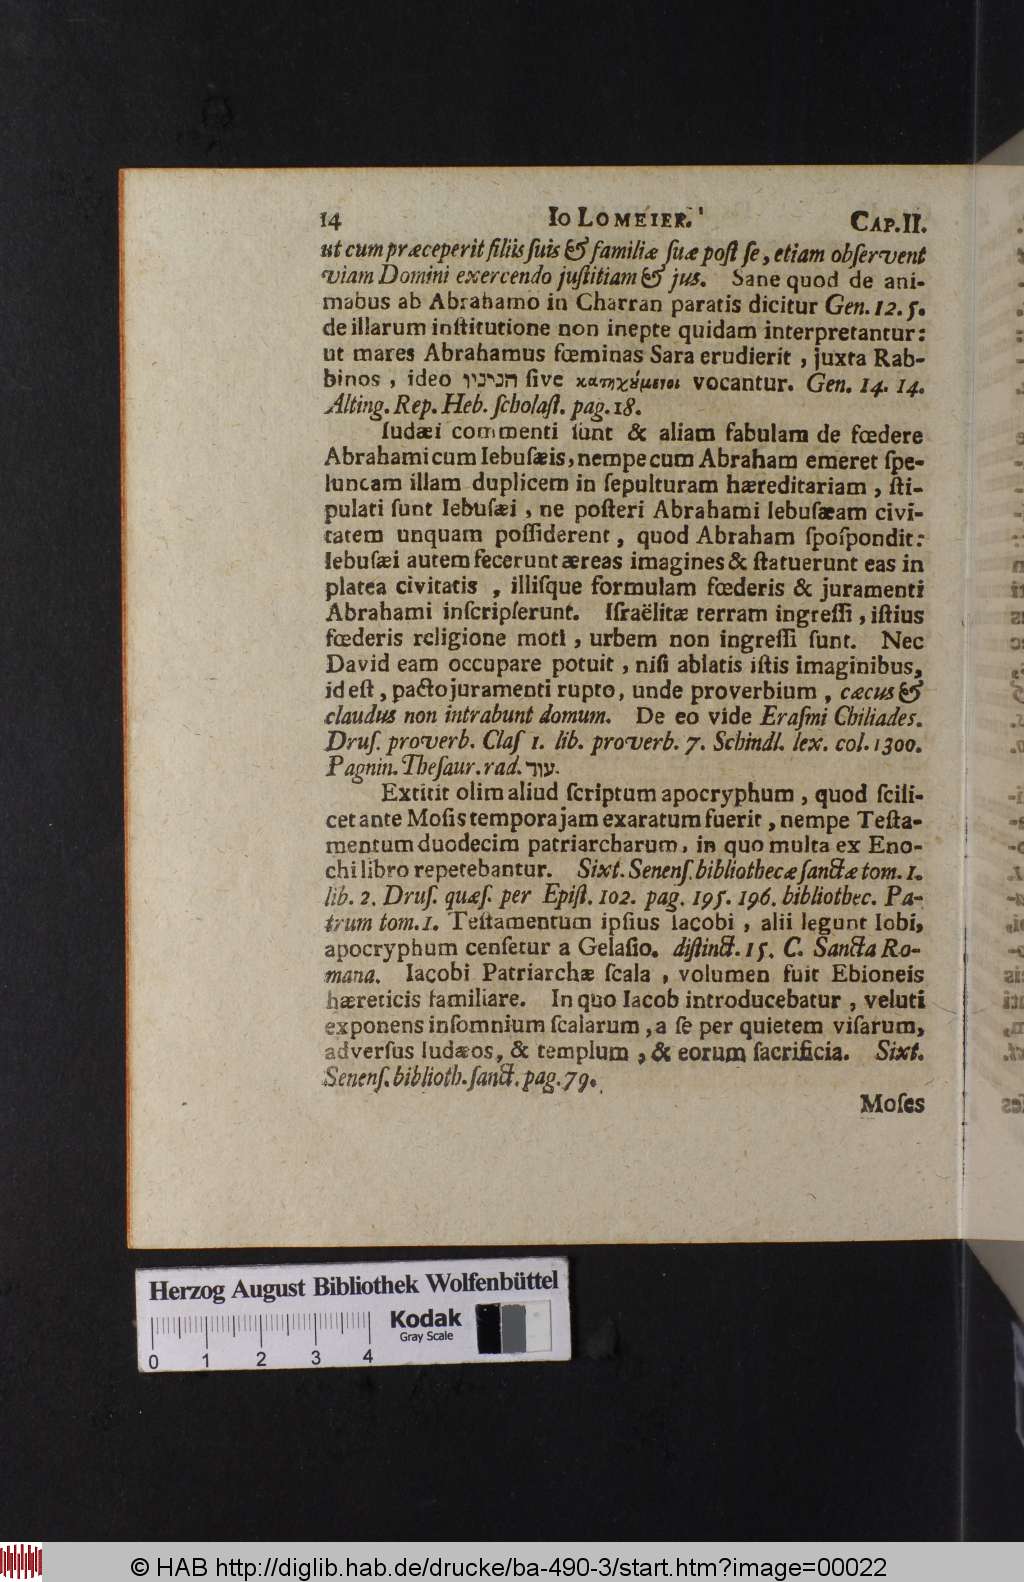 14 Io Lomeier. Cap. II.
ut cum præceperit filiis ſuis & familiæ ſuæ poſt ſe, etiam obſervent
viam Domini exercendo juſtitiam & jus. Sane quod de ani-
mabus ab Abrahamo in Charran paratis dicitur Gen. 12. 5.
de illarum inſtitutione non inepte quidam interpretantur:
ut mares Abrahamus fœminas Sara erudierit, juxta Rab-
binos, ideo ſive κατηχύμενοι vocantur. Gen. 14. 14.
Alting. Rep. Heb. ſcholaſt. pag. 18.
Iudæi commenti ſunt & aliam fabulam de fœdere
Abrahami cum Iebuſæis, nempe cum Abraham emeret ſpe-
luncam illam duplicem in ſepulturam hæreditariam, ſti-
pulati ſunt Iebuſæi, ne poſteri Abrahami Iebuſæam civi-
tatem unquam poſſiderent, quod Abraham ſpoſpondit:
Iebuſæi autem fecerunt æreas imagines & ſtatuerunt eas in
platea civitatis, illiſque formulam fœderis & juramenti
Abrahami inſcripſerunt. Iſraëlitæ terram ingreſſi, iſtius
fœderis religione moti, urbem non ingreſſi ſunt. Nec
David eam occupare potuit, niſi ablatis iſtis imaginibus,
id eſt, pacto juramenti rupto, unde proverbium, cæcus &
claudus non intrabunt domum. De eo vide Eraſmi Chiliades.
Druſ. proverb. Claſ 1. lib. proverb. 7. Schindl. lex. col. 1300.
Pagnin. Theſaur. rad. עור.
Extitit olim aliud ſcriptum apocryphum, quod ſcili-
cet ante Moſis tempora jam exaratum fuerit, nempe Teſta-
mentum duodecim patriarcharum, in quo multa ex Eno-
chi libro repetebantur. Sixt. Senenſ. bibliothecæ ſanctæ tom. 1.
lib. 2. Druſ. quæſ. per Epiſt. 102. pag. 195. 196. bibliothec. Pa-
trum tom. 1. Teſtamentum ipſius Iacobi, alii legunt Iobi,
apocryphum cenſetur a Gelaſio. diſtinct. 15. C. Sancta Ro-
mana. Iacobi Patriarchæ ſcala, volumen fuit Ebioneis
hæreticis familiare. In quo Iacob introducebatur, veluti
exponens inſomnium ſcalarum, a ſe per quietem viſarum,
adverſus Iudæos, & templum, & eorum ſacrificia. Sixt.
Senenſ. biblioth. ſanct. pag. 79.
Moſes
Herzog August Bibliothek Wolfenbüttel
Kodak
Gray Scale
0 1 2 3 4
© HAB http://diglib.hab.de/drucke/ba-490-3/start.htm?image=00022